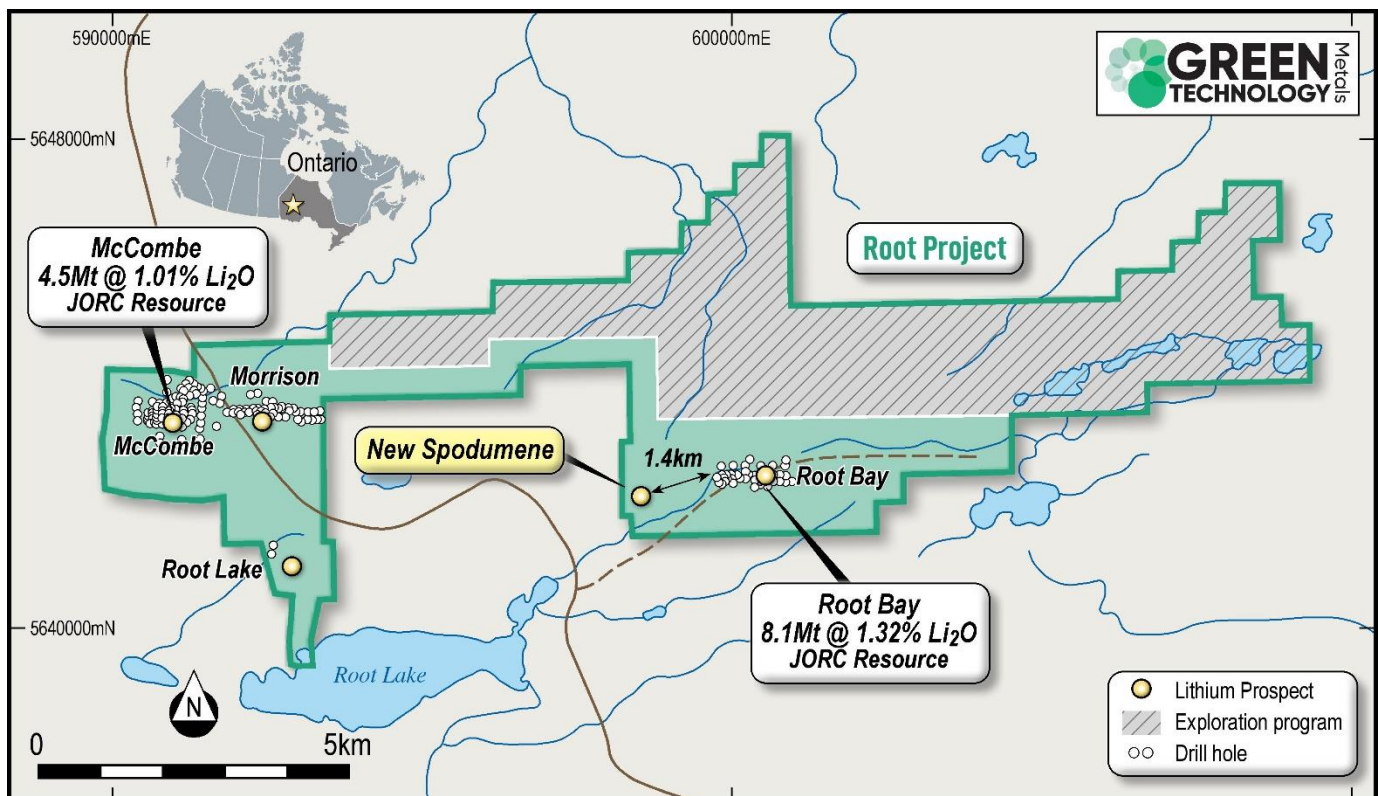 590000mE
600000mE
GREEN
TECHNOLOGY
Metals
5648000mN
Ontario
McCombe
4.5Mt @ 1.01% Li₂O
JORC Resource
Root Project
Morrison
McCombe
New Spodumene
1.4km
Root Bay
Root Lake
Root Bay
8.1Mt @ 1.32% Li₂O
JORC Resource
5640000mN
Root Lake
N
0
5km
Lithium Prospect
Exploration program
Drill hole